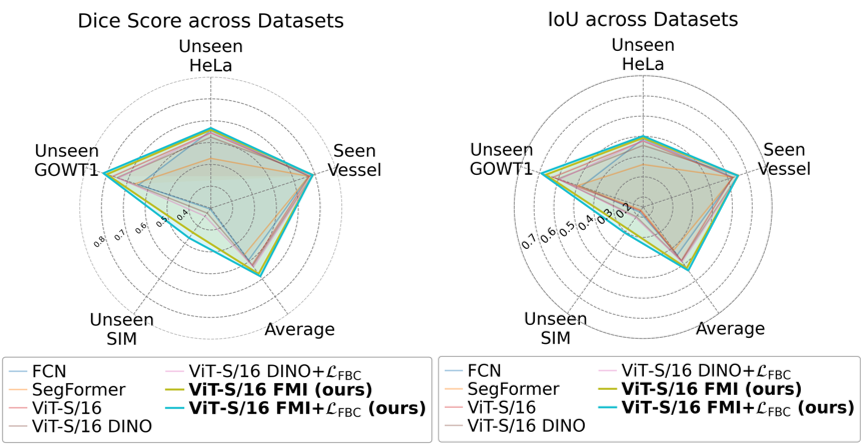 Dice Score across Datasets
Unseen
HeLa
Unseen
GOWT1
Seen
Vessel
0.8
0.7
0.6
0.5
0.4
Unseen
SIM
Average
FCN
SegFormer
ViT-S/16
ViT-S/16 DINO
ViT-S/16 DINO+ℒFBC
ViT-S/16 FMI (ours)
ViT-S/16 FMI+ℒFBC (ours)
IoU across Datasets
Unseen
HeLa
Unseen
GOWT1
Seen
Vessel
0.7
0.6
0.5
0.4
0.3
0.2
Unseen
SIM
Average
FCN
SegFormer
ViT-S/16
ViT-S/16 DINO
ViT-S/16 DINO+ℒFBC
ViT-S/16 FMI (ours)
ViT-S/16 FMI+ℒFBC (ours)